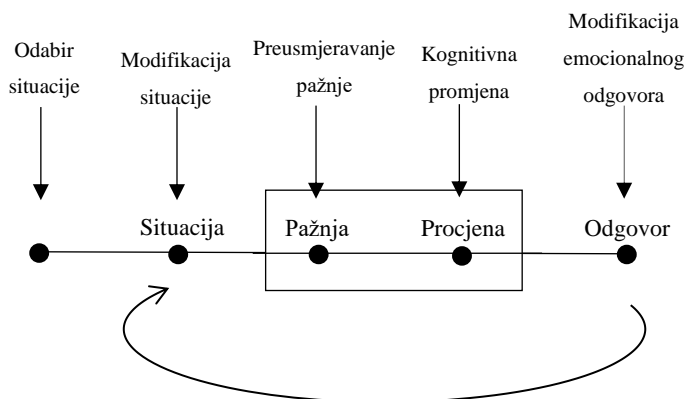 Odabir
situacije
Modifikacija
situacije
Preusmjeravanje
pažnje
Kognitivna
promjena
Modifikacija
emocionalnog
odgovora
Situacija
Pažnja
Procjena
Odgovor